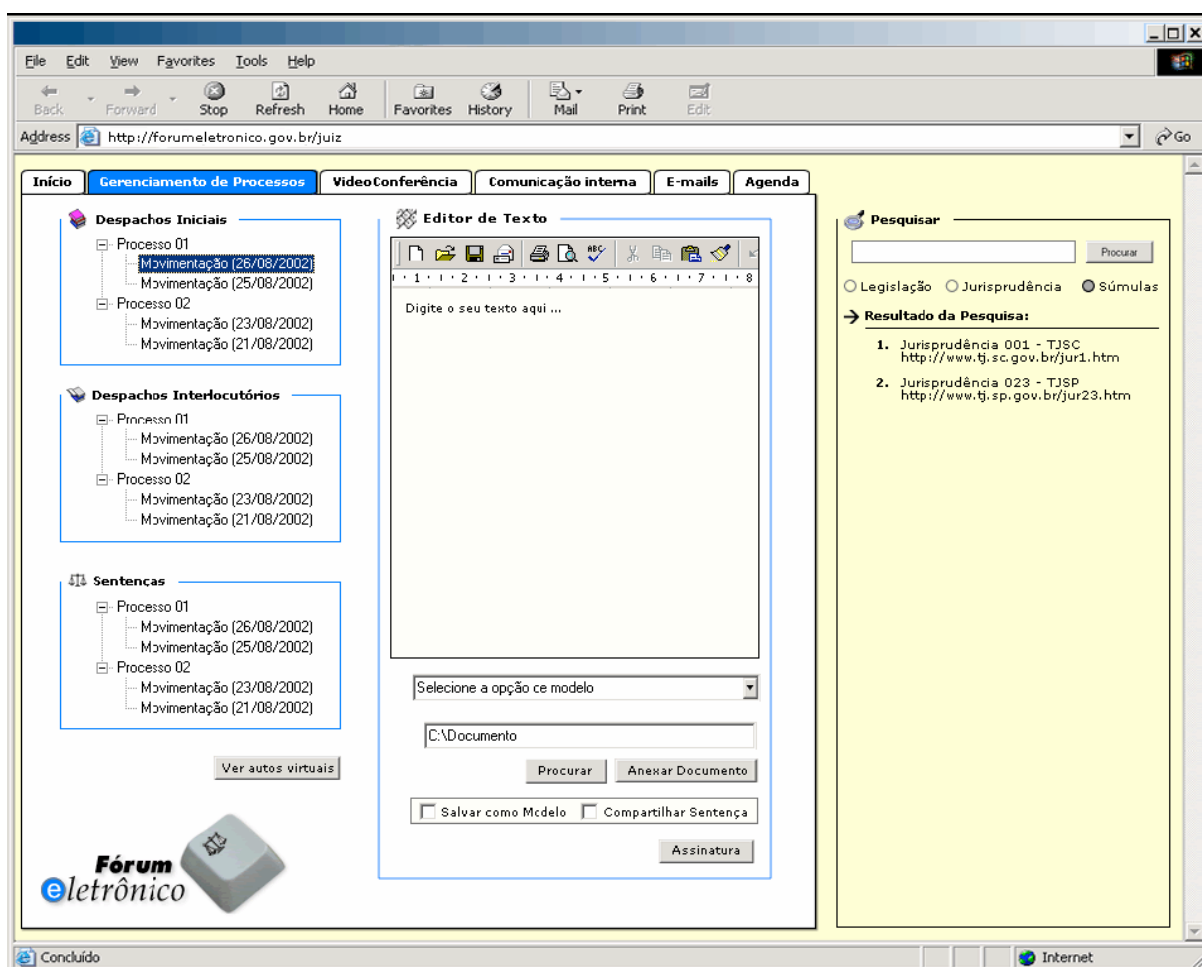 File Edit View Favorites Tools Help
Back Forward Stop Refresh Home Favorites History Mail Print Edit
Address http://forumeletronico.gov.br/juiz Go
Início Gerenciamento de Processos VideoConferência Comunicação interna E-mails Agenda
Despachos Iniciais
Processo 01
Movimentação (26/08/2002)
Movimentação (25/08/2002)
Processo 02
Movimentação (23/08/2002)
Movimentação (21/08/2002)
Despachos Interlocutórios
Processo 01
Movimentação (26/08/2002)
Movimentação (25/08/2002)
Processo 02
Movimentação (23/08/2002)
Movimentação (21/08/2002)
Sentenças
Processo 01
Movimentação (26/08/2002)
Movimentação (25/08/2002)
Processo 02
Movimentação (23/08/2002)
Movimentação (21/08/2002)
Ver autos virtuais
Fórum
eletrônico
Editor de Texto
ABC
1 2 3 4 5 6 7 8
Digite o seu texto aqui ...
Selecione a opção ce modelo
C:\Documento
Procurar Anexar Documento
Salvar como Modelo Compartilhar Sentença
Assinatura
Pesquisar
Procurar
Legislação Jurisprudência Súmulas
Resultado da Pesquisa:
1. Jurisprudência 001 - TJSC
http://www.tj.sc.gov.br/jur1.htm
2. Jurisprudência 023 - TJSP
http://www.tj.sp.gov.br/jur23.htm
Concluído Internet